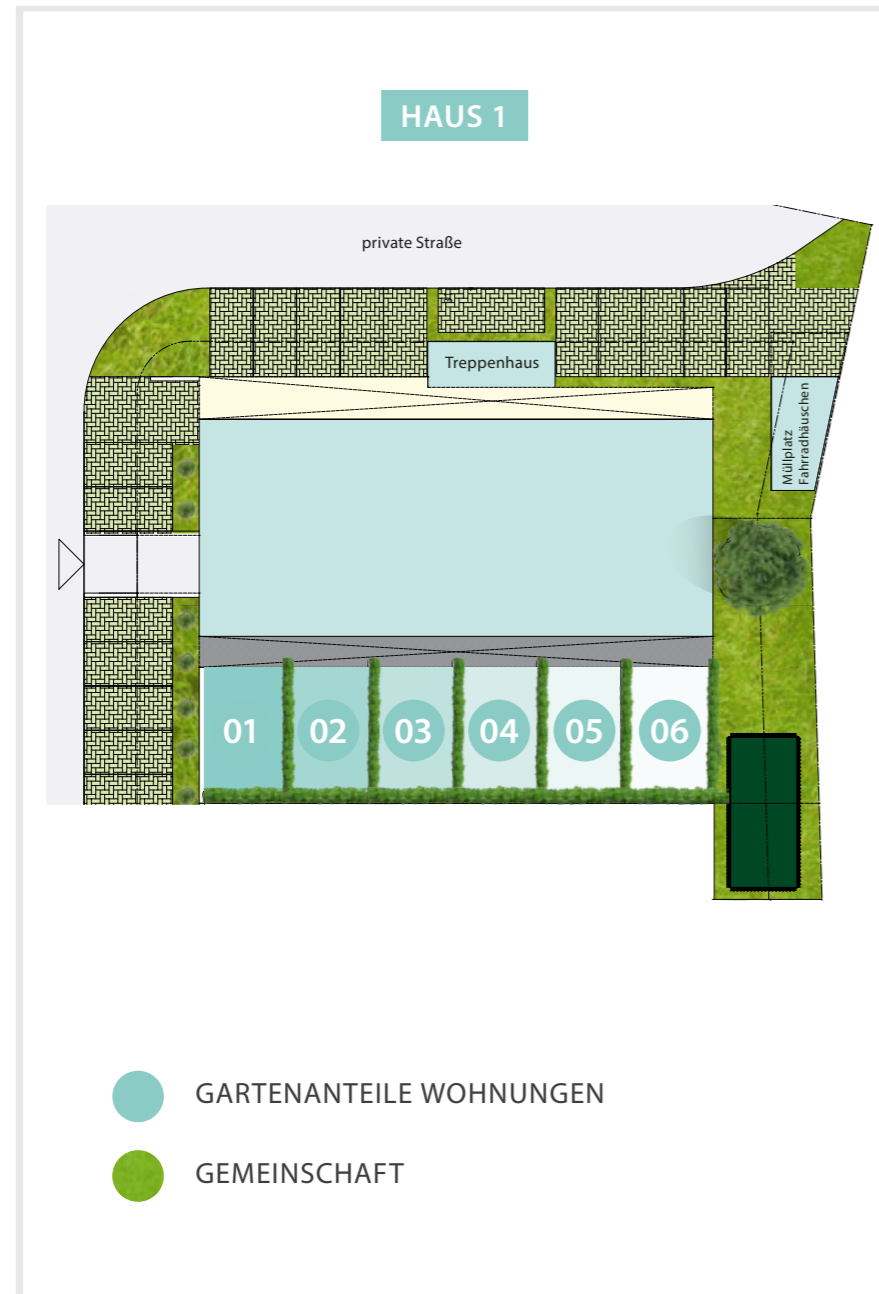 HAUS 1
private Straße
Treppenhaus
Müllplatz
Fahrradhäuschen
01
02
03
04
05
06
GARTENANTEILE WOHNUNGEN
GEMEINSCHAFT